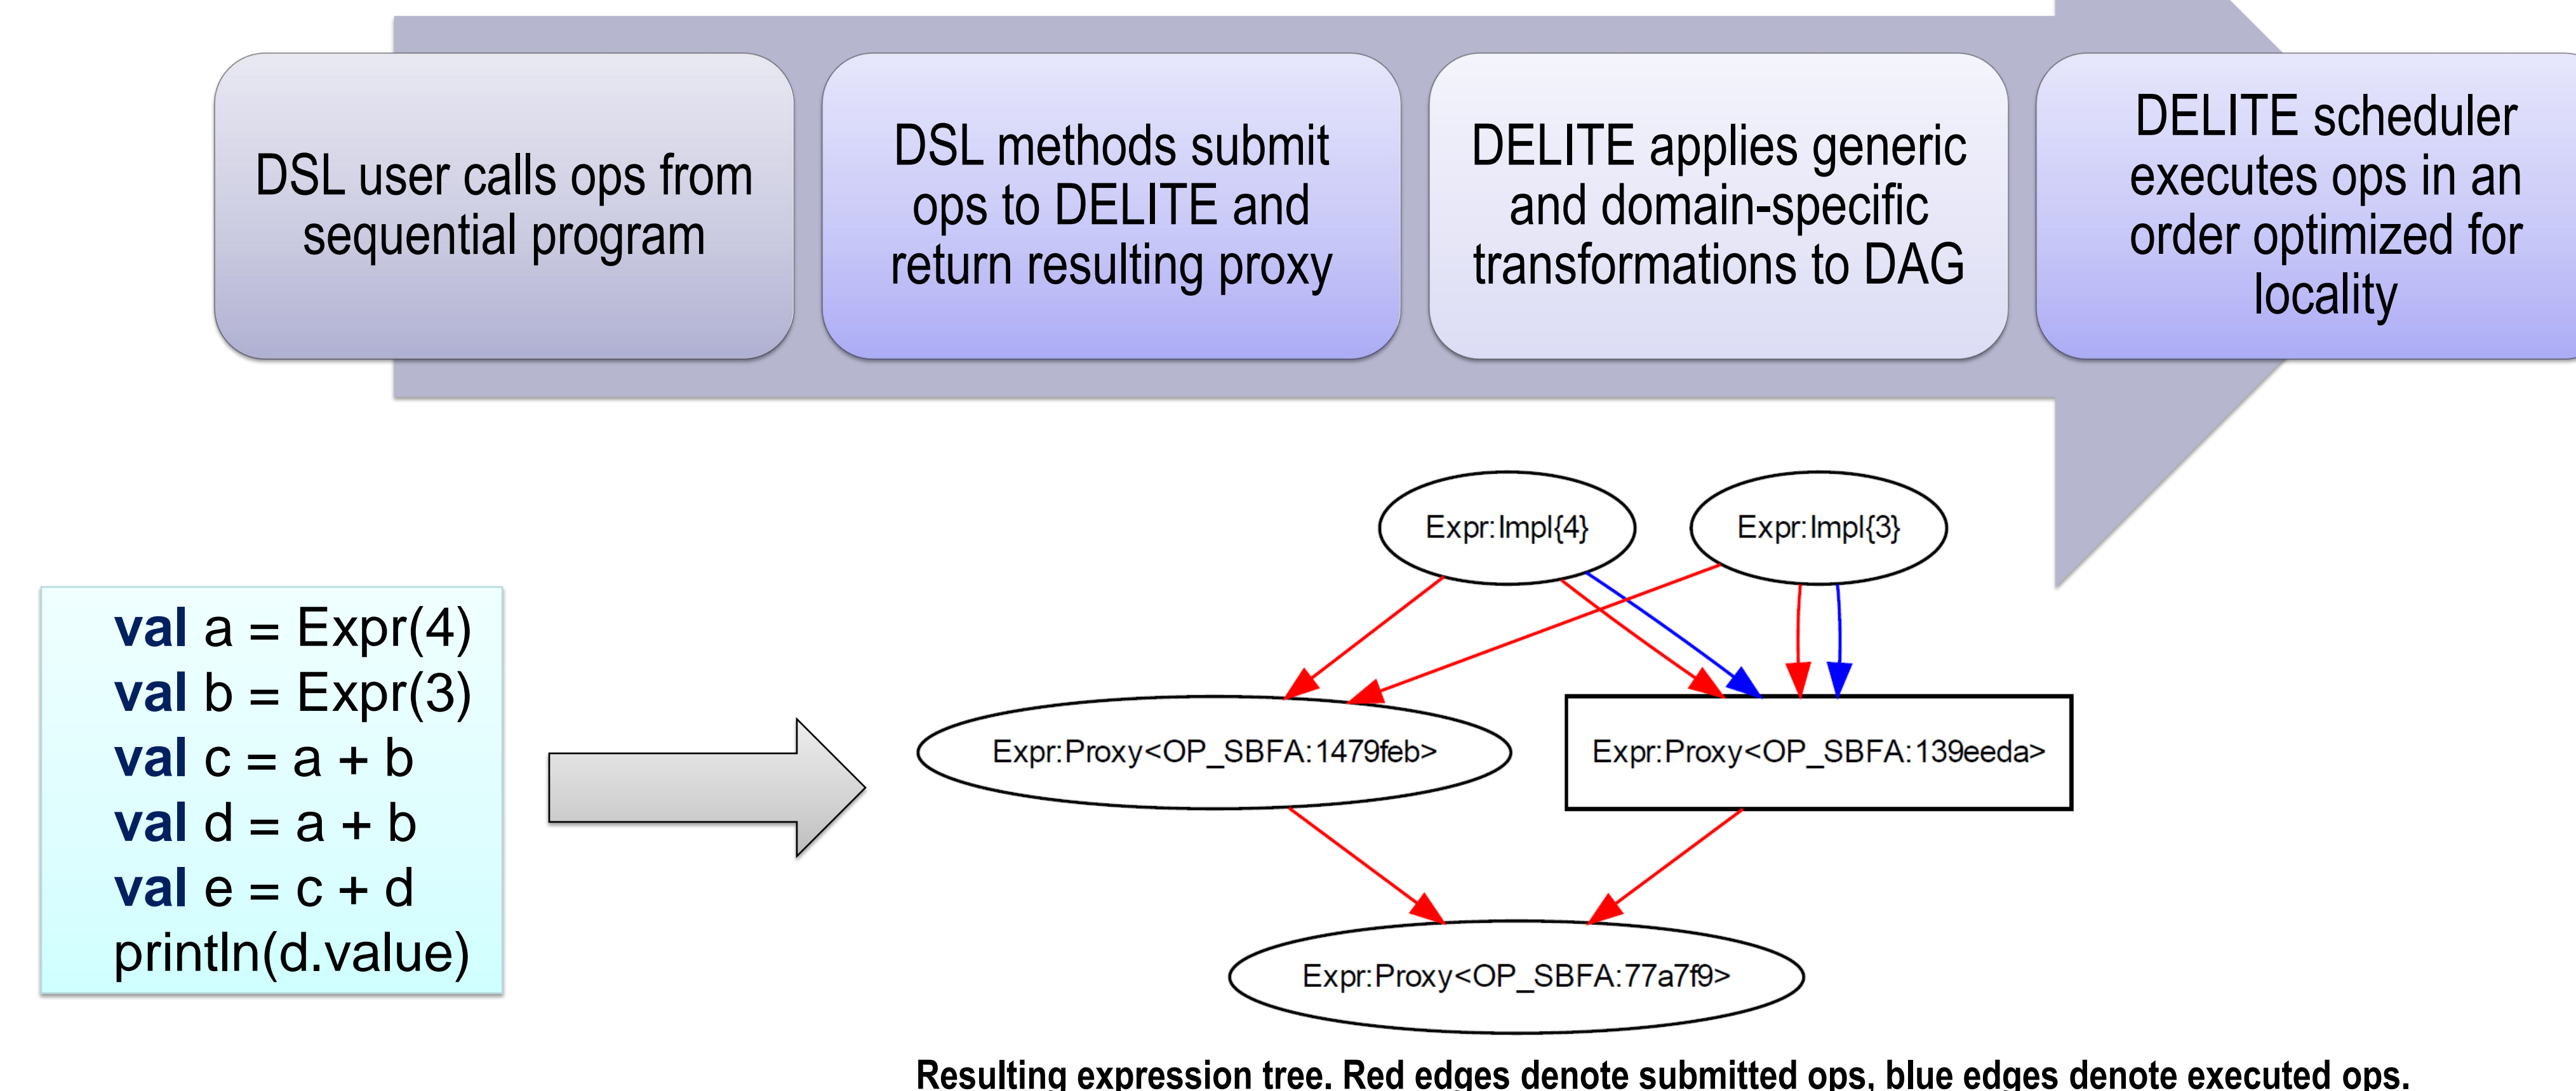 DSL user calls ops from
sequential program
DSL methods submit
ops to DELITE and
return resulting proxy
DELITE applies generic
and domain-specific
transformations to DAG
DELITE scheduler
executes ops in an
order optimized for
locality
val a = Expr(4)
val b = Expr(3)
val c = a + b
val d = a + b
val e = c + d
println(d.value)
Expr:Impl{4}
Expr:Impl{3}
Expr:Proxy<OP_SBFA:1479feb>
Expr:Proxy<OP_SBFA:139eeda>
Expr:Proxy<OP_SBFA:77a7f9>
Resulting expression tree. Red edges denote submitted ops, blue edges denote executed ops.